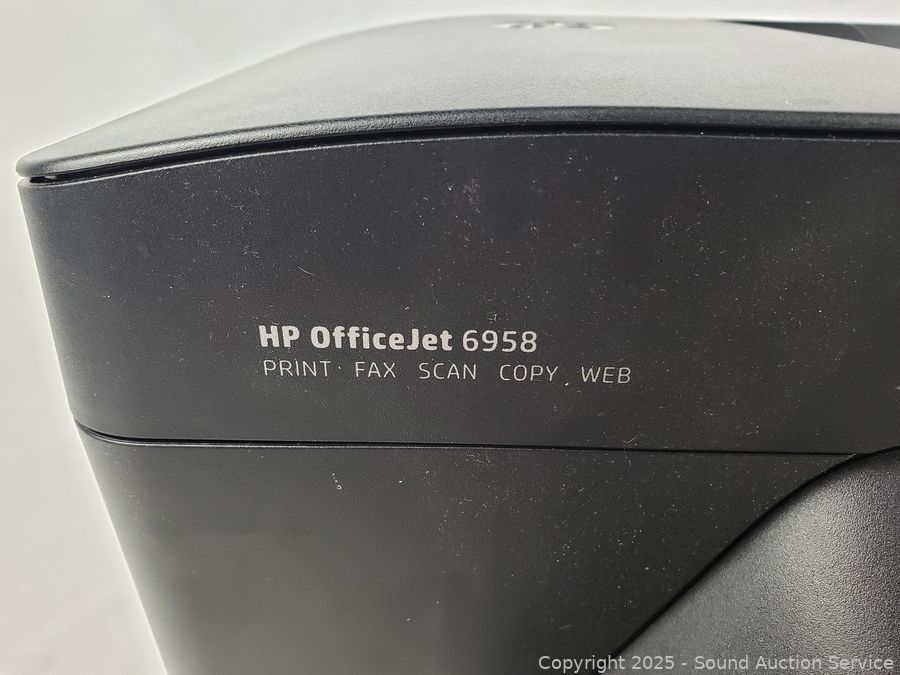 HP OfficeJet 6958
PRINT FAX SCAN COPY WEB
Copyright 2025 - Sound Auction Service